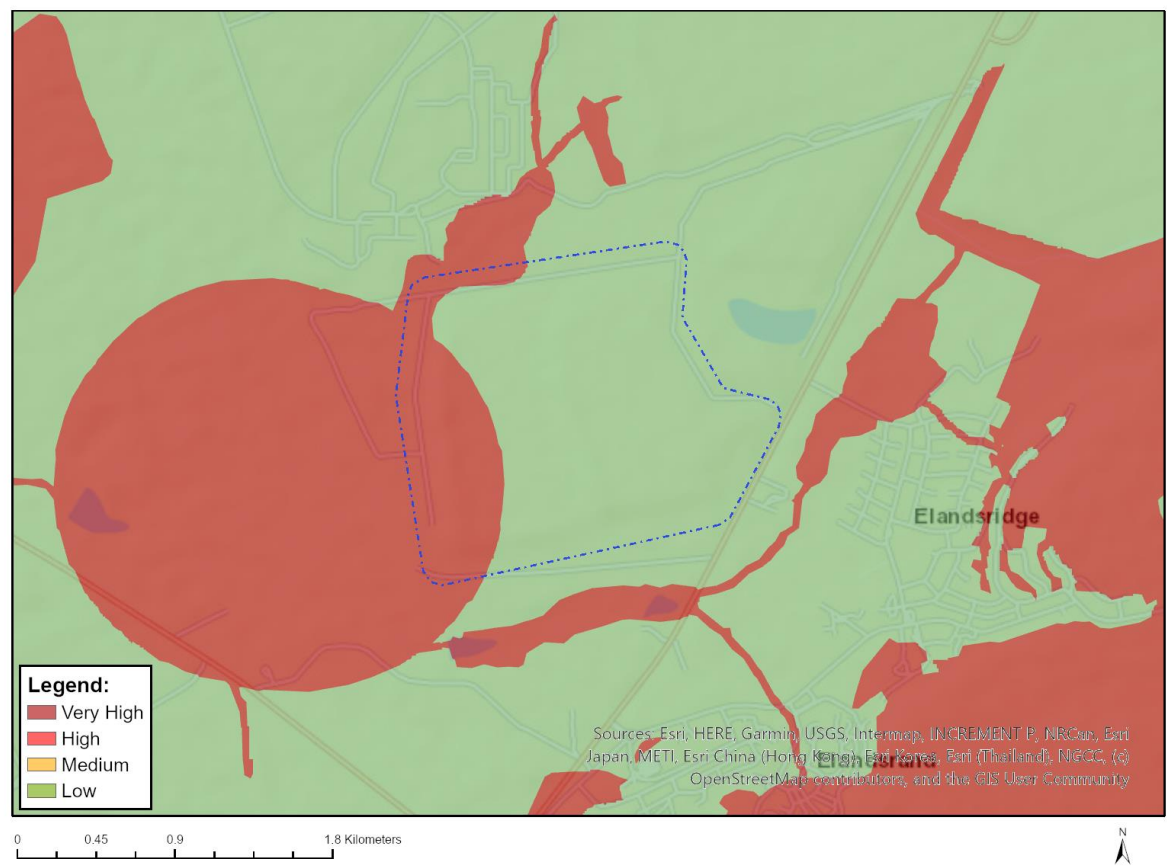 Elandsridge
Legend:
Very High
High
Medium
Low
Sources: Esri, HERE, Garmin, USGS, Intermap, INCREMENT P, NRCan, Esri
Japan, METI, Esri China (Hong Kong), Esri Korea, Esri (Thailand), NGCC, (c)
OpenStreetMap contributors, and the GIS User Community
Elandsrand
0 0.45 0.9 1.8 Kilometers
N